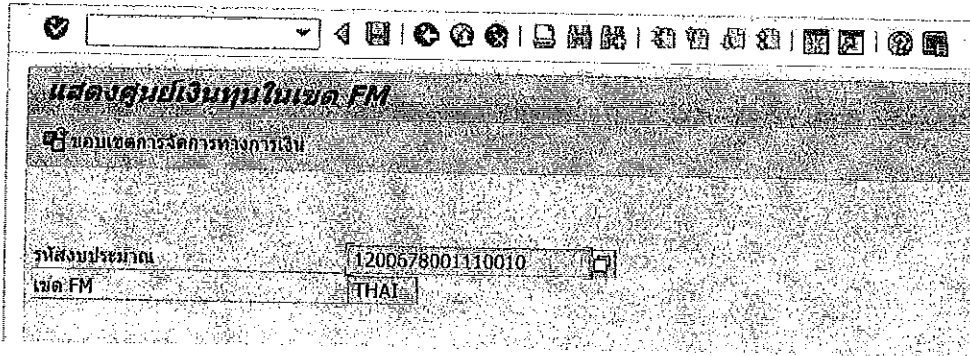 แสดงศูนย์เงินทุนในเขต FM
ขอบเขตการจัดการทางการเงิน
รหัสงบประมาณ 1200678001110010
เขต FM THAI